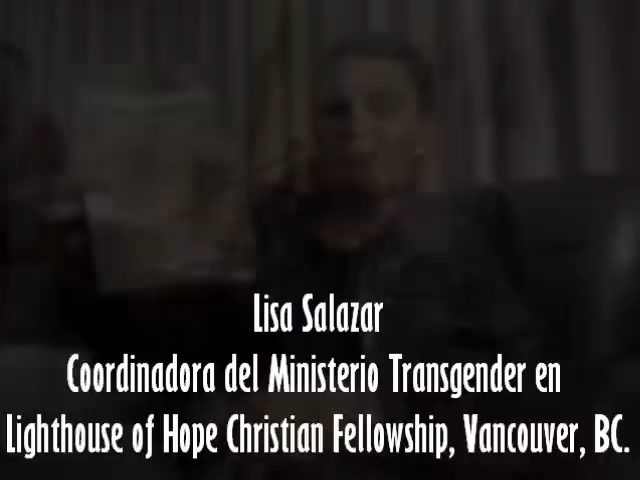 Lisa Salazar
Coordinadora del Ministerio Transgender en
Lighthouse of Hope Christian Fellowship, Vancouver, BC.